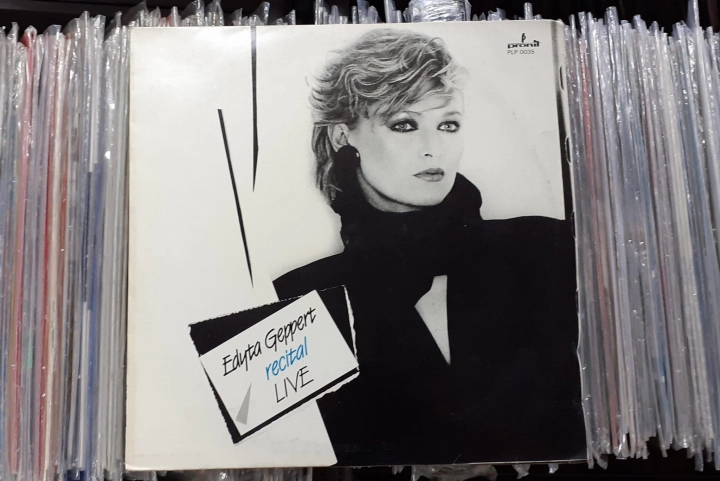 pronit
PLP 0035
Edyta Geppert
recital
LIVE